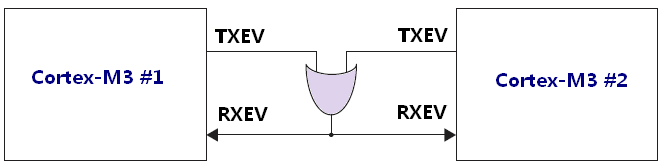 TXEV
TXEV
Cortex-M3 #1
Cortex-M3 #2
RXEV
RXEV